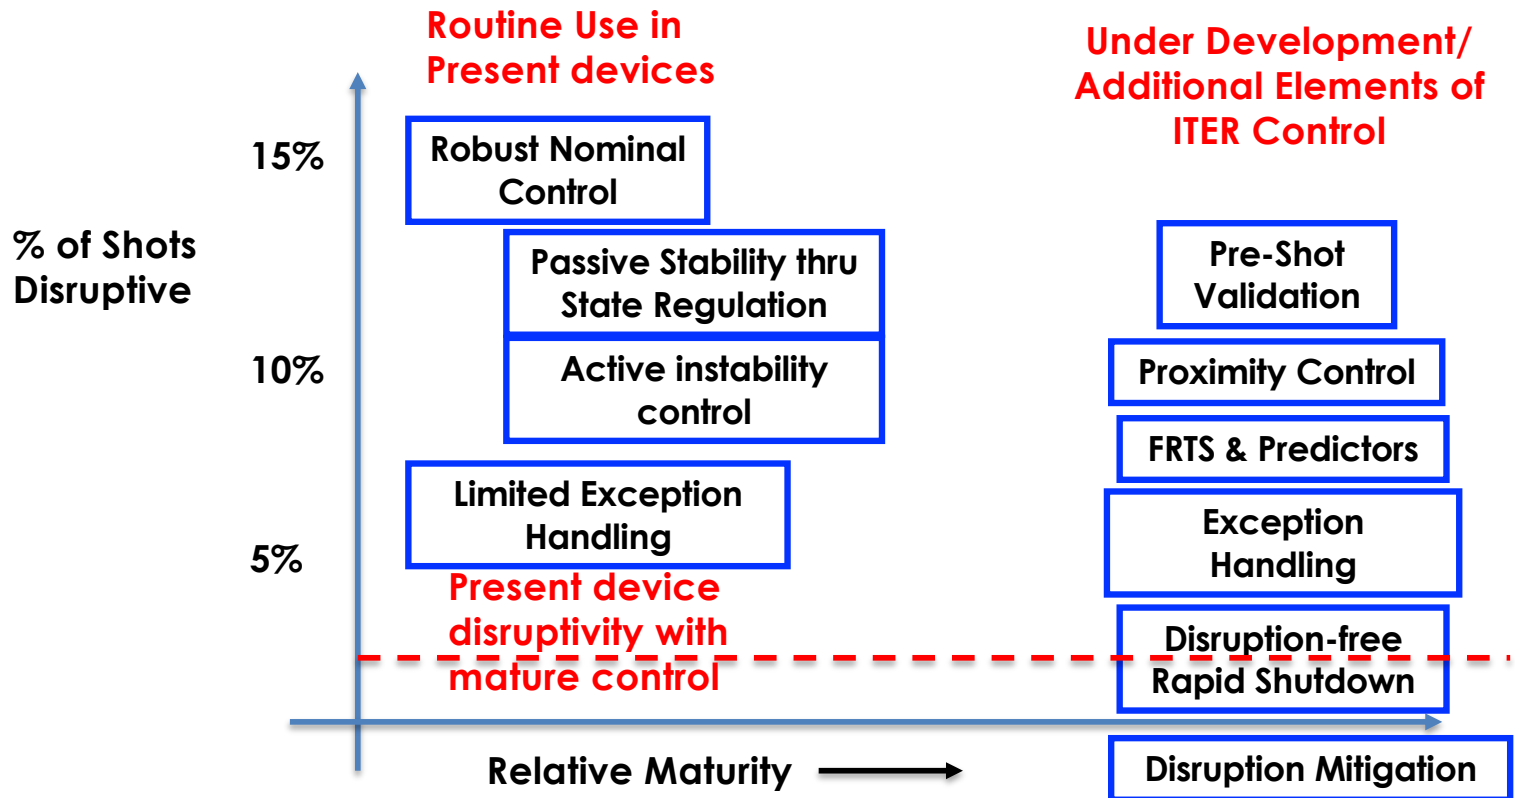 Routine Use in
Present devices
Under Development/
Additional Elements of
ITER Control
15%
Robust Nominal
Control
% of Shots
Disruptive
Passive Stability thru
State Regulation
Pre-Shot
Validation
10%
Active instability
control
Proximity Control
FRTS & Predictors
Limited Exception
Handling
Exception
Handling
5%
Present device
disruptivity with
mature control
Disruption-free
Rapid Shutdown
Relative Maturity
Disruption Mitigation